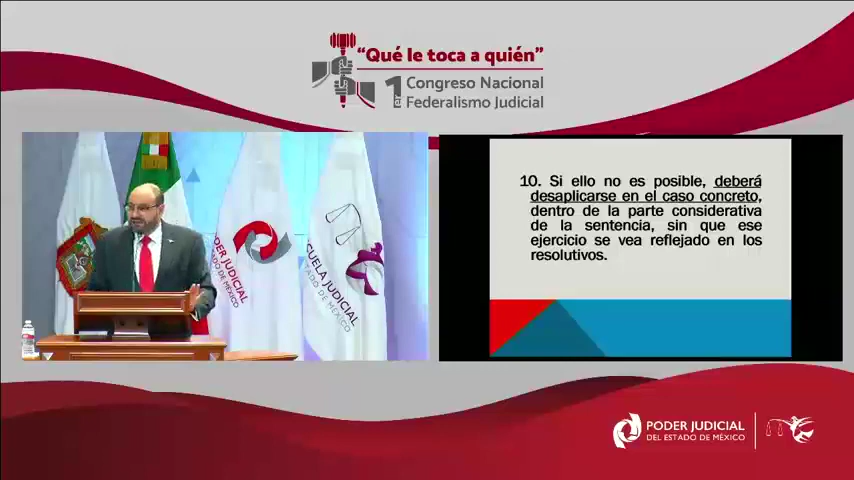 “Qué le toca a quién”
1er Congreso Nacional
Federalismo Judicial
10. Si ello no es posible, deberá
desaplicarse en el caso concreto,
dentro de la parte considerativa
de la sentencia, sin que ese
ejercicio se vea reflejado en los
resolutivos.
PODER JUDICIAL
ESTADO DE MÉXICO
ESCUELA JUDICIAL
ESTADO DE MÉXICO
PODER JUDICIAL
DEL ESTADO DE MÉXICO